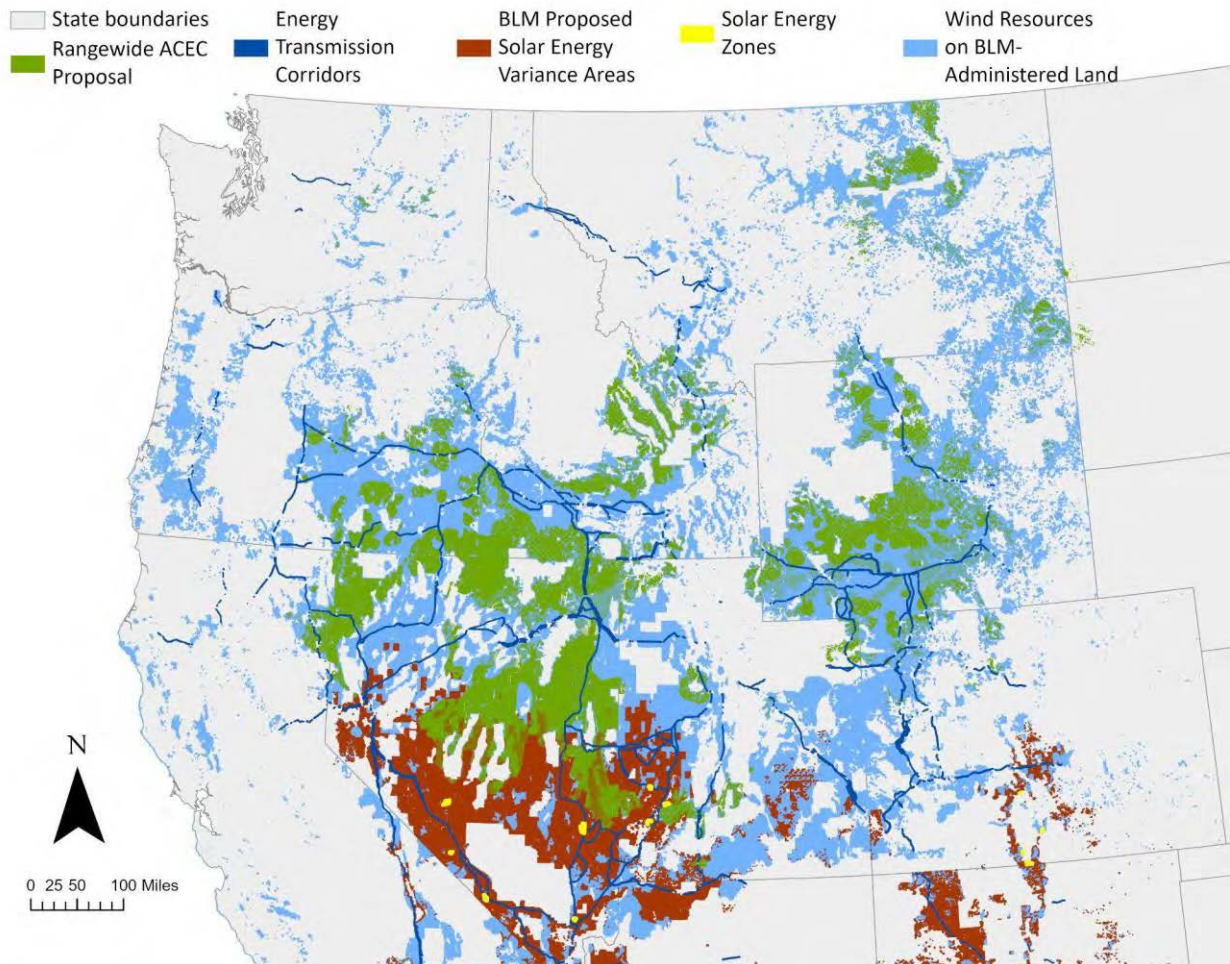 State boundaries
Rangewide ACEC
Proposal
Energy
Transmission
Corridors
BLM Proposed
Solar Energy
Variance Areas
Solar Energy
Zones
Wind Resources
on BLM-
Administered Land
N
0 25 50 100 Miles